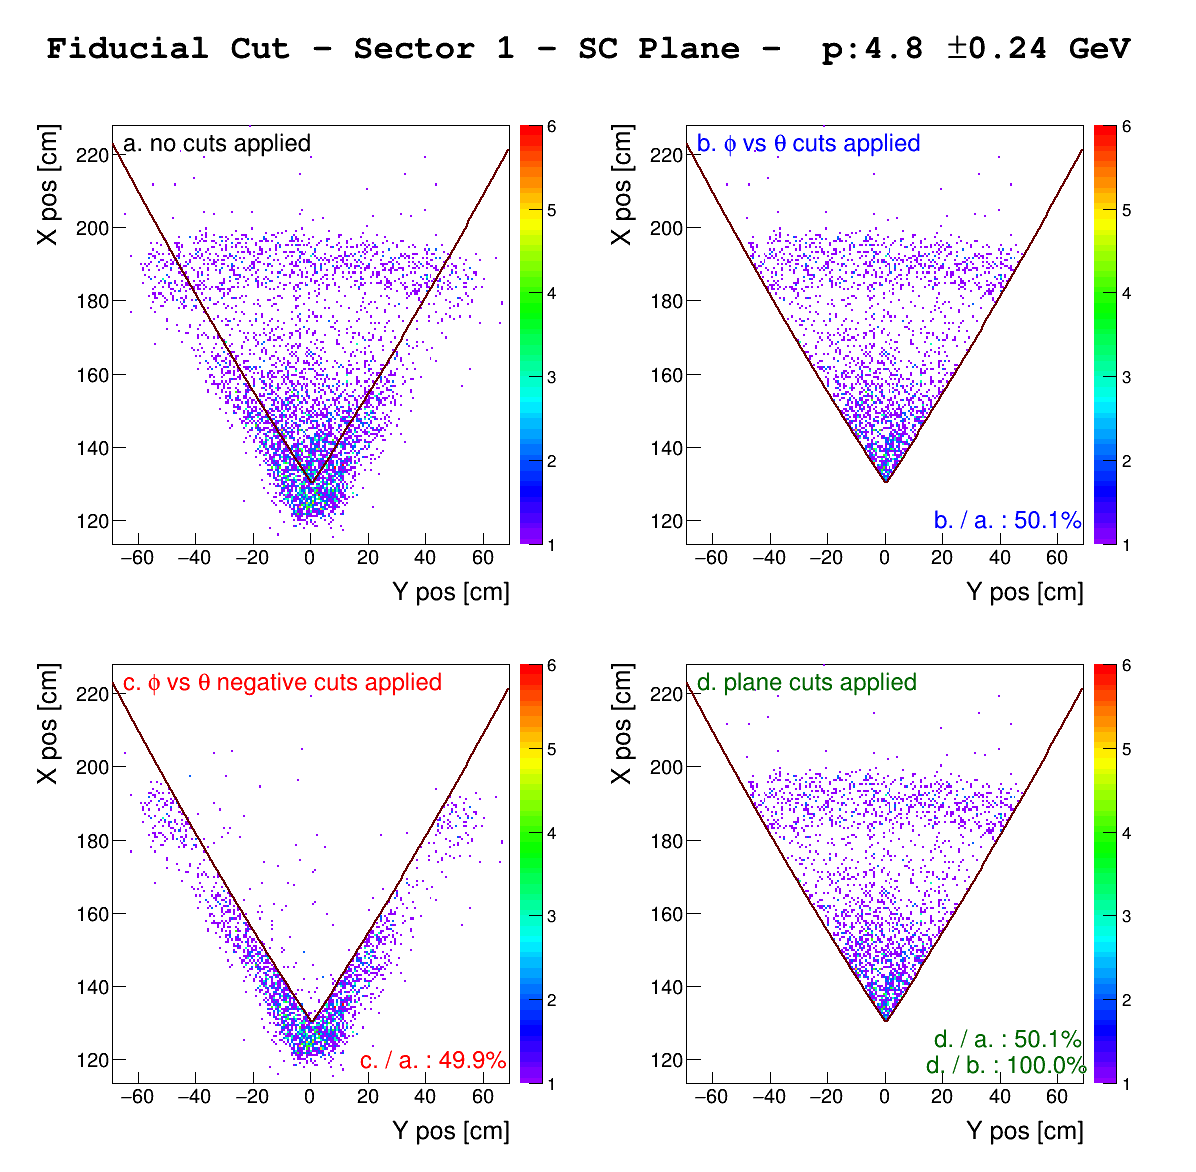 Fiducial Cut – Sector 1 – SC Plane – p:4.8 ±0.24 GeV
a. no cuts applied
X pos [cm]
220
200
180
160
140
120
−60 −40 −20 0 20 40 60
Y pos [cm]
6
5
4
3
2
1
b. ϕ vs θ cuts applied
X pos [cm]
220
200
180
160
140
120
b. / a. : 50.1%
−60 −40 −20 0 20 40 60
Y pos [cm]
6
5
4
3
2
1
c. ϕ vs θ negative cuts applied
X pos [cm]
220
200
180
160
140
120
c. / a. : 49.9%
−60 −40 −20 0 20 40 60
Y pos [cm]
6
5
4
3
2
1
d. plane cuts applied
X pos [cm]
220
200
180
160
140
120
d. / a. : 50.1%
d. / b. : 100.0%
−60 −40 −20 0 20 40 60
Y pos [cm]
6
5
4
3
2
1